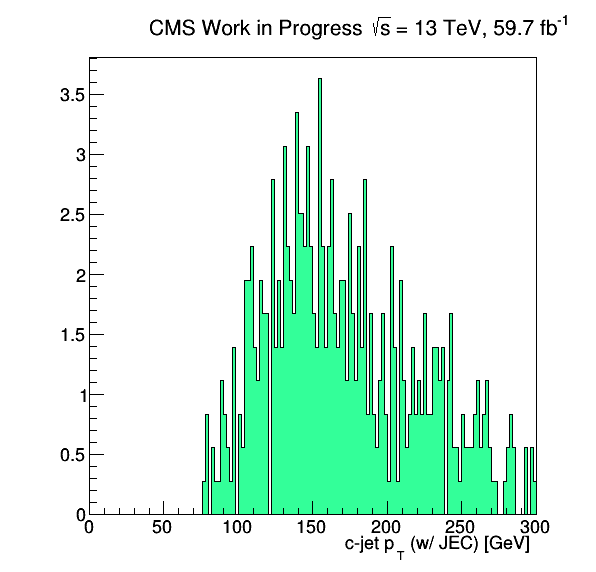 CMS Work in Progress √s = 13 TeV, 59.7 fb⁻¹
3.5
3
2.5
2
1.5
1
0.5
0
0 50 100 150 200 250 300
c-jet p_T (w/ JEC) [GeV]